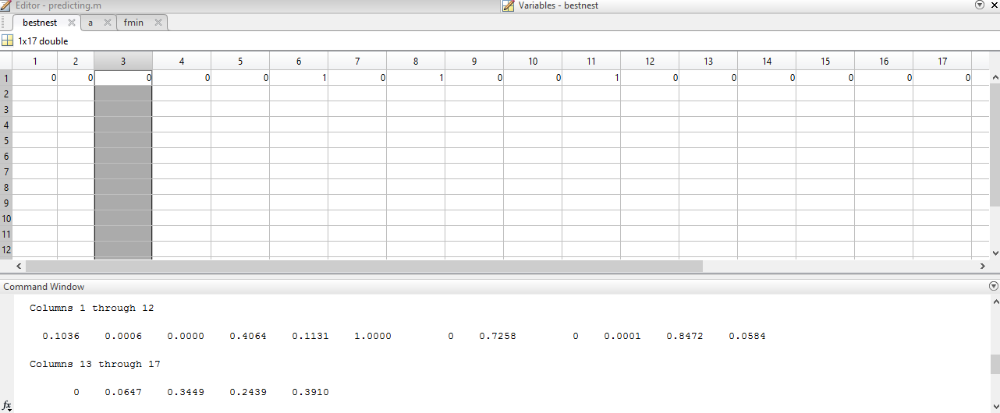 Editor - predicting.m Variables - bestnest
bestnest a fmin
1x17 double
1 2 3 4 5 6 7 8 9 10 11 12 13 14 15 16 17
1 0 0 0 0 0 1 0 1 0 0 1 0 0 0 0 0 0
2
3
4
5
6
7
8
9
10
11
12
Command Window
Columns 1 through 12
0.1036 0.0006 0.0000 0.4064 0.1131 1.0000 0 0.7258 0 0.0001 0.8472 0.0584
Columns 13 through 17
0 0.0647 0.3449 0.2439 0.3910
fx